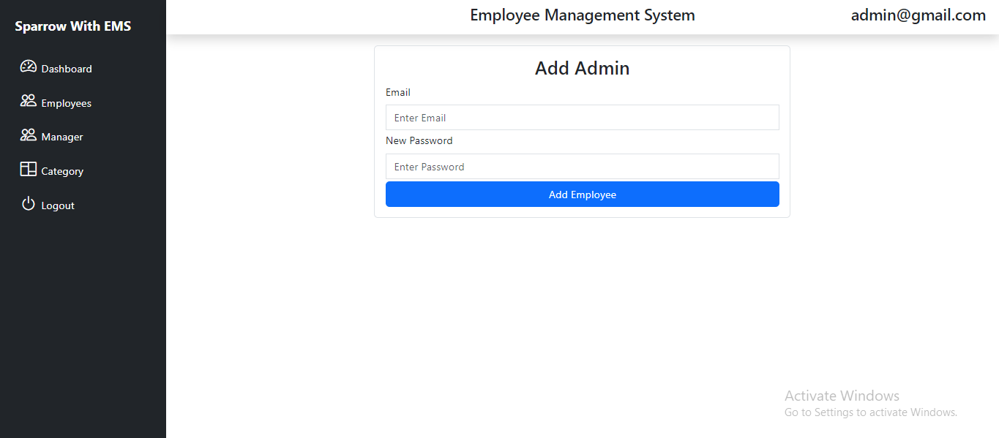 Sparrow With EMS
Dashboard
Employees
Manager
Category
Logout
Employee Management System
admin@gmail.com
Add Admin
Email
Enter Email
New Password
Enter Password
Add Employee
Activate Windows
Go to Settings to activate Windows.